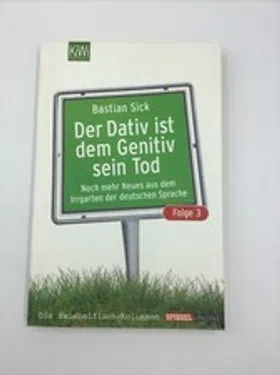 KiWi
Bastian Sick
Der Dativ ist
dem Genitiv
sein Tod
Noch mehr Neues aus dem
Irrgarten der deutschen Sprache
Folge 3
Die Zwiebelfisch-Kolumnen
SPIEGEL